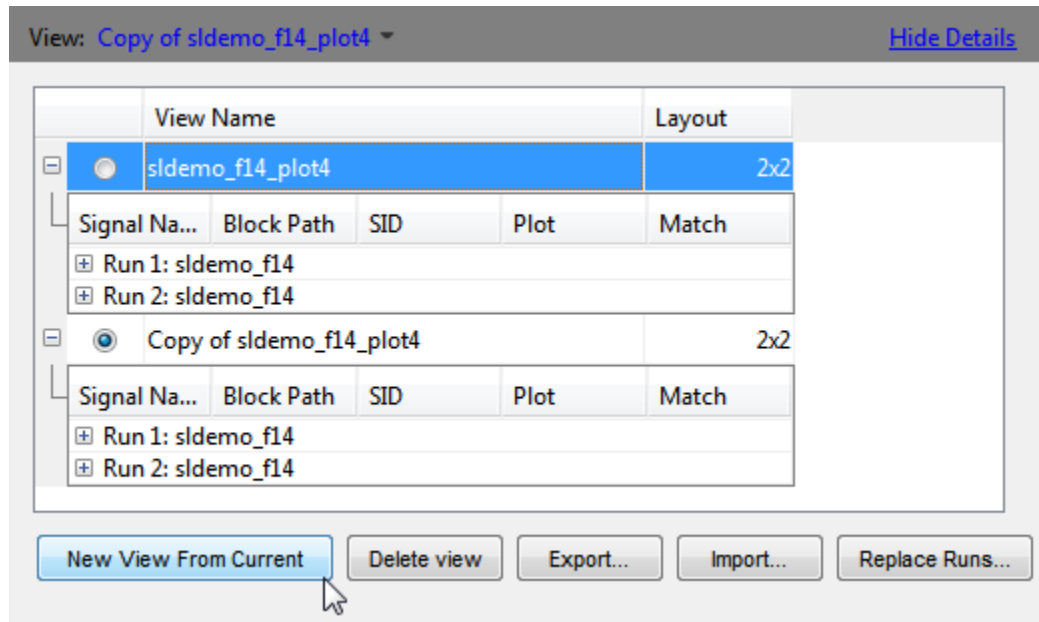 View: Copy of sldemo_f14_plot4 Hide Details
View Name Layout
sldemo_f14_plot4 2x2
Signal Na... Block Path SID Plot Match
Run 1: sldemo_f14
Run 2: sldemo_f14
Copy of sldemo_f14_plot4 2x2
Signal Na... Block Path SID Plot Match
Run 1: sldemo_f14
Run 2: sldemo_f14
New View From Current Delete view Export... Import... Replace Runs...